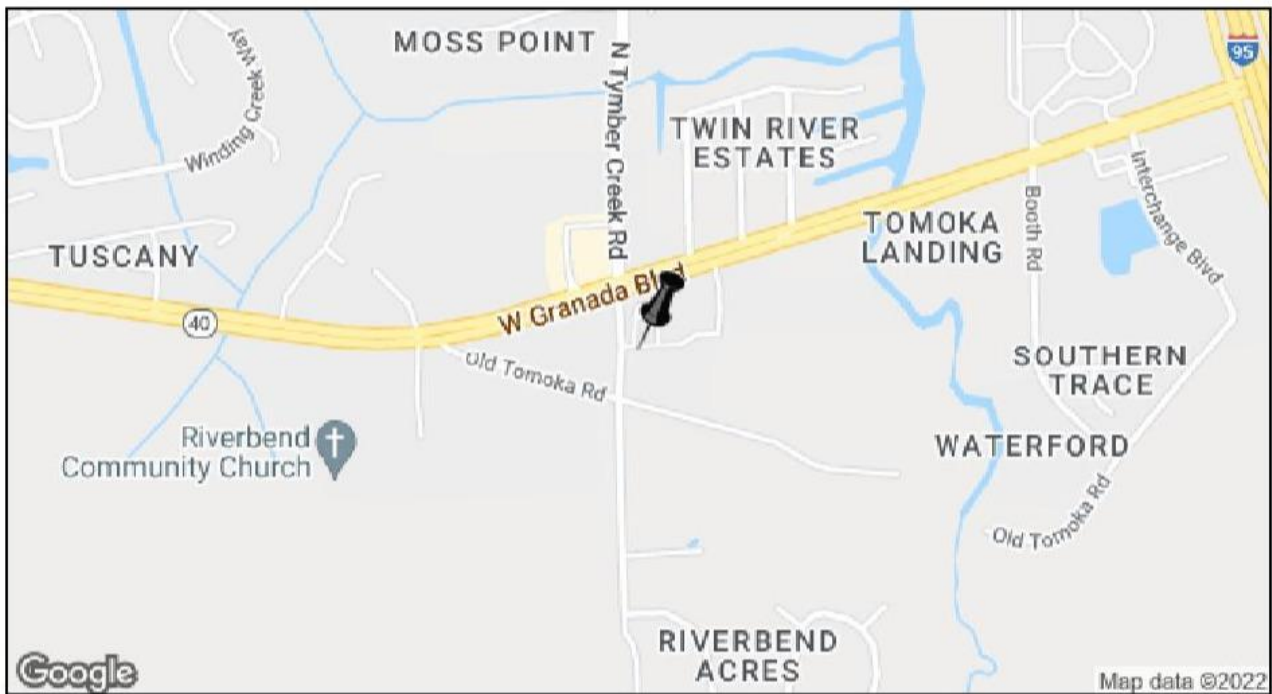 MOSS POINT
N Tymber Creek Rd
95
Winding Creek Way
TWIN RIVER
ESTATES
Interchange Blvd
Booth Rd
TOMOKA
LANDING
TUSCANY
W Granada Blvd
40
Old Tomoka Rd
SOUTHERN
TRACE
Riverbend
Community Church
WATERFORD
Old Tomoka Rd
RIVERBEND
ACRES
Google
Map data ©2022